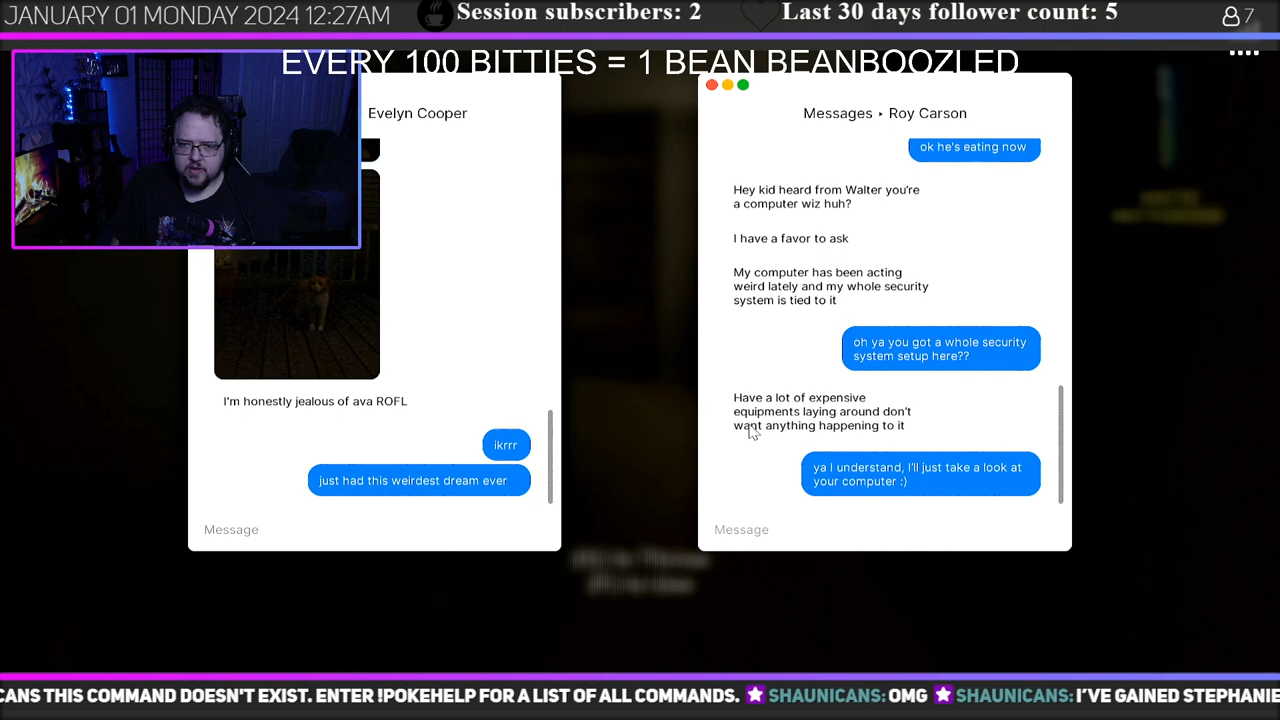 JANUARY 01 MONDAY 2024 12:27AM
Session subscribers: 2
Last 30 days follower count: 5
7
EVERY 100 BITTIES = 1 BEAN BEANBOOZLED
Evelyn Cooper
I'm honestly jealous of ava ROFL
ikrrr
just had this weirdest dream ever
Message
Messages ‣ Roy Carson
ok he's eating now
Hey kid heard from Walter you're
a computer wiz huh?
I have a favor to ask
My computer has been acting
weird lately and my whole security
system is tied to it
oh ya you got a whole security
system setup here??
Have a lot of expensive
equipments laying around don't
want anything happening to it
ya I understand, I'll just take a look at
your computer :)
Message
CANS THIS COMMAND DOESN'T EXIST. ENTER !POKEHELP FOR A LIST OF ALL COMMANDS. SHAUNICANS: OMG SHAUNICANS: I'VE GAINED STEPHANIE